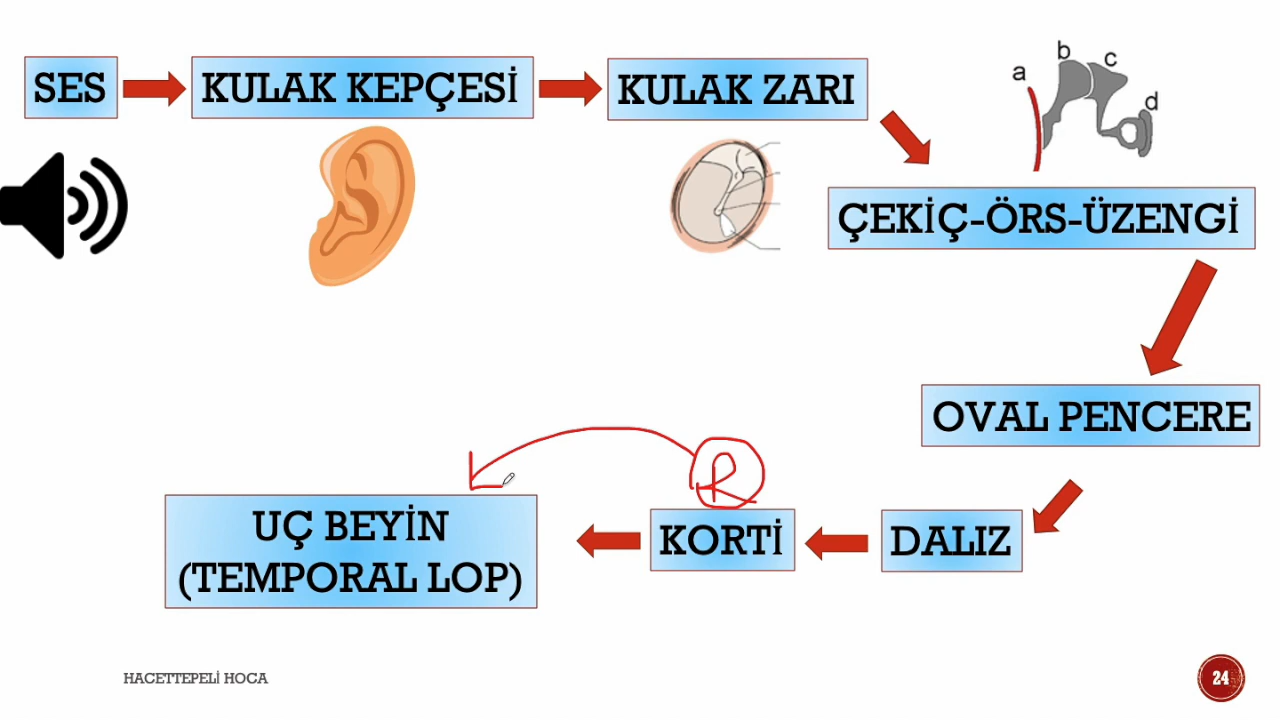 SES
KULAK KEPÇESİ
KULAK ZARI
a
b
c
d
ÇEKİÇ-ÖRS-ÜZENGİ
OVAL PENCERE
R
UÇ BEYİN
(TEMPORAL LOP)
KORTİ
DALIZ
HACETTEPELİ HOCA
24